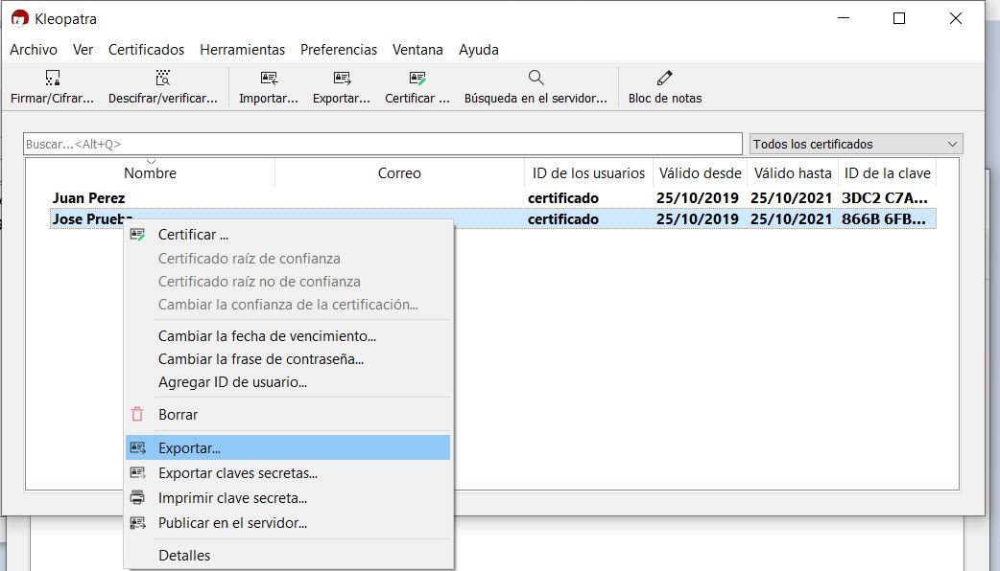 Kleopatra
Archivo Ver Certificados Herramientas Preferencias Ventana Ayuda
Firmar/Cifrar... Descifrar/verificar... Importar... Exportar... Certificar ... Búsqueda en el servidor... Bloc de notas
Buscar...<Alt+Q> Todos los certificados
Nombre Correo ID de los usuarios Válido desde Válido hasta ID de la clave
Juan Perez certificado 25/10/2019 25/10/2021 3DC2 C7A...
Jose Prueba certificado 25/10/2019 25/10/2021 866B 6FB...
Certificar ...
Certificado raíz de confianza
Certificado raíz no de confianza
Cambiar la confianza de la certificación...
Cambiar la fecha de vencimiento...
Cambiar la frase de contraseña...
Agregar ID de usuario...
Borrar
Exportar...
Exportar claves secretas...
Imprimir clave secreta...
Publicar en el servidor...
Detalles